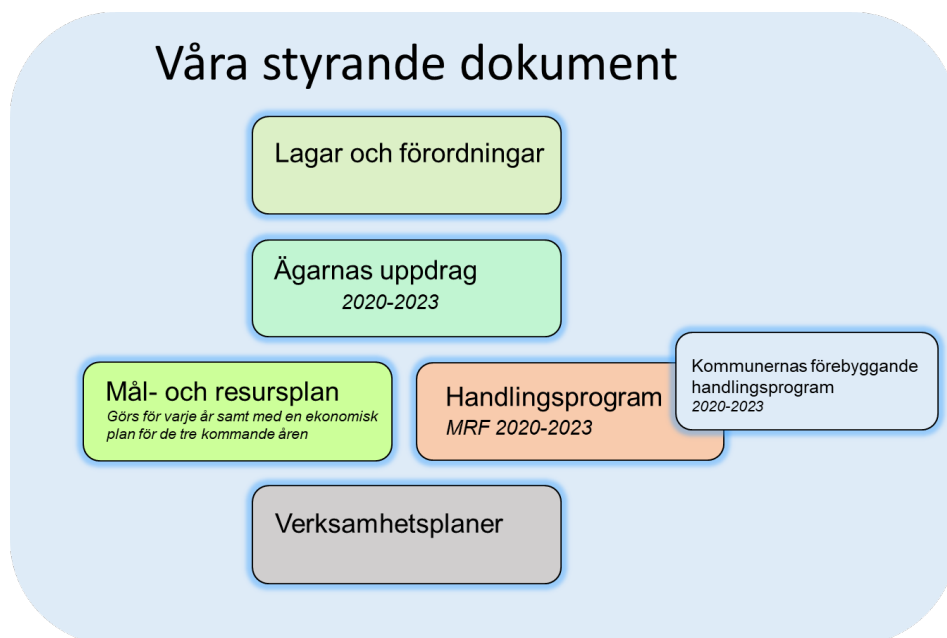 Våra styrande dokument
Lagar och förordningar
Ägarnas uppdrag
2020-2023
Mål- och resursplan
Görs för varje år samt med en ekonomisk
plan för de tre kommande åren
Handlingsprogram
MRF 2020-2023
Kommunernas förebyggande
handlingsprogram
2020-2023
Verksamhetsplaner